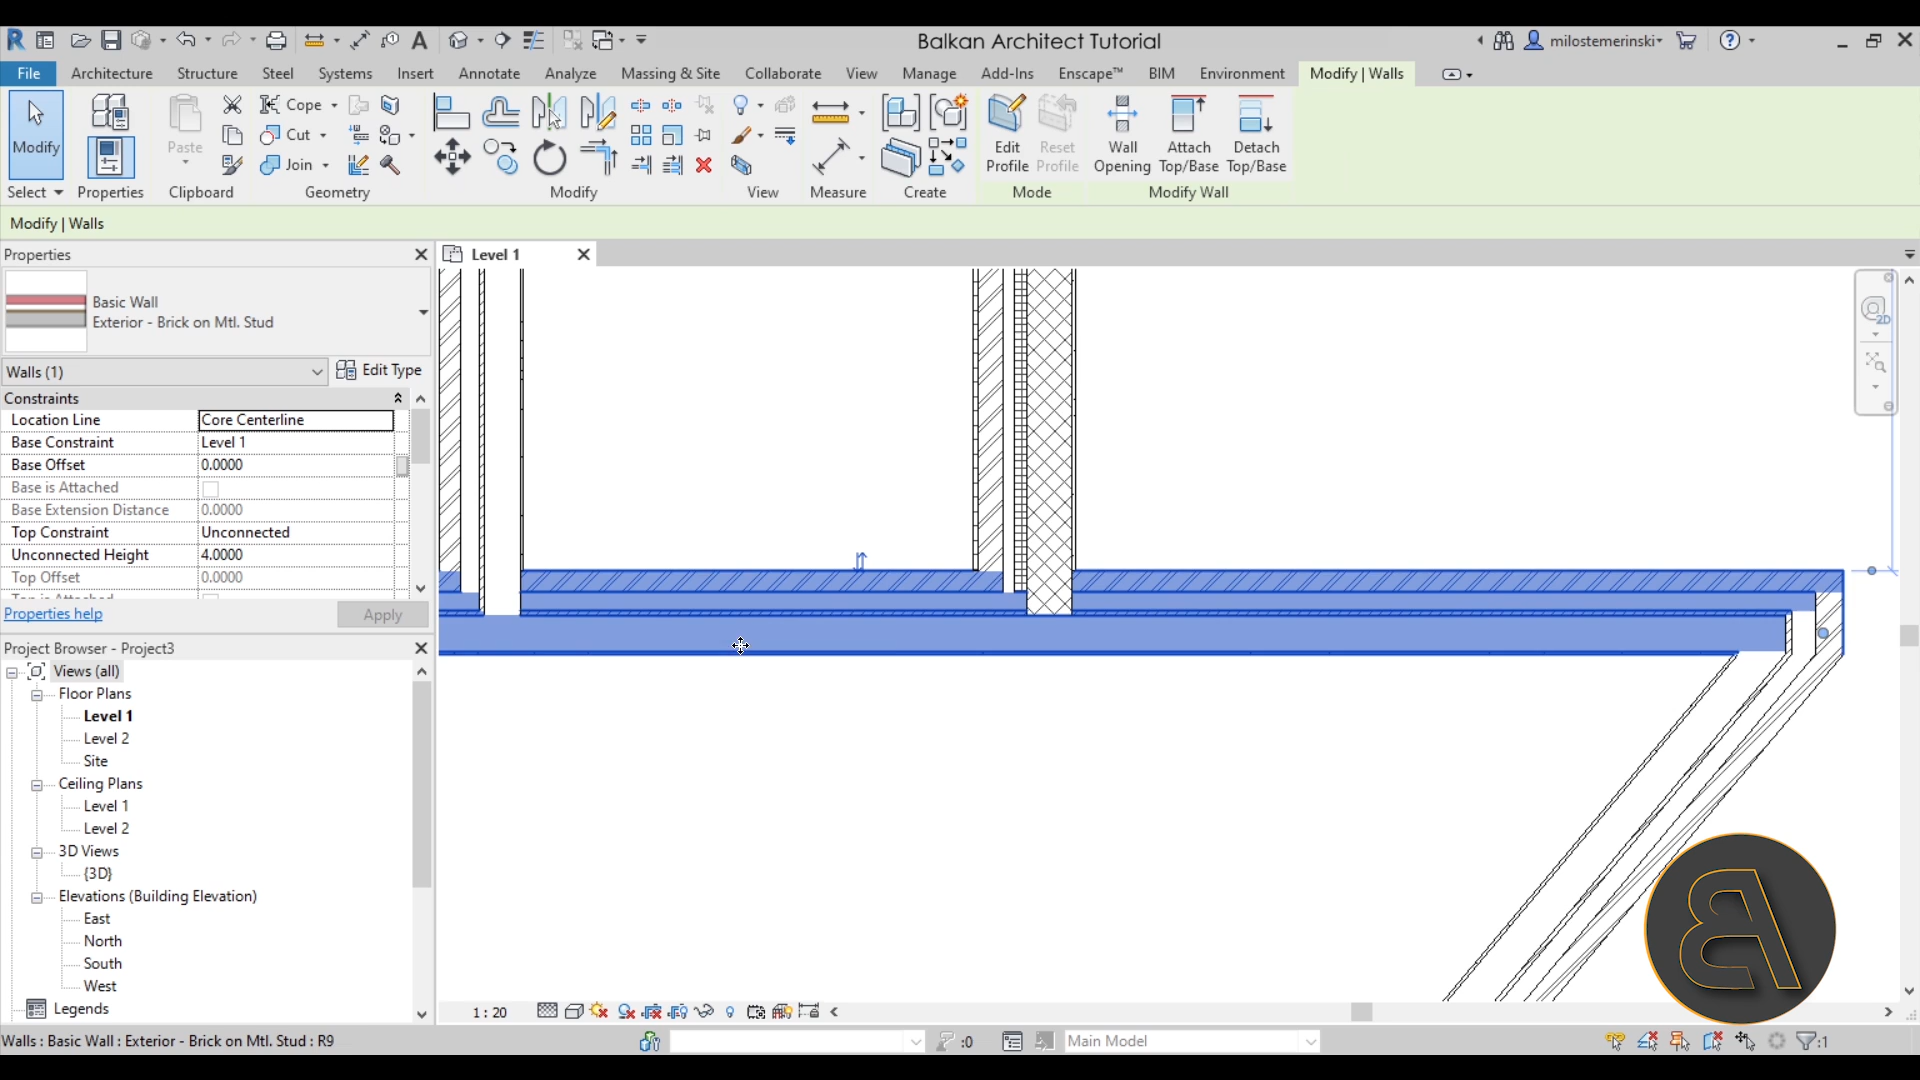 Balkan Architect Tutorial
milostemerinski
File Architecture Structure Steel Systems Insert Annotate Analyze Massing & Site Collaborate View Manage Add-Ins Enscape™ BIM Environment Modify | Walls
Modify
Select
Properties
Paste
Clipboard
Cope
Cut
Join
Geometry
Modify
View
Measure
Create
Edit Profile
Reset Profile
Mode
Wall Opening
Attach Top/Base
Detach Top/Base
Modify Wall
Modify | Walls
Properties
Level 1
Basic Wall
Exterior - Brick on Mtl. Stud
Walls (1)
Edit Type
Constraints
Location Line Core Centerline
Base Constraint Level 1
Base Offset 0.0000
Base is Attached
Base Extension Distance 0.0000
Top Constraint Unconnected
Unconnected Height 4.0000
Top Offset 0.0000
Properties help
Apply
Project Browser - Project3
Views (all)
Floor Plans
Level 1
Level 2
Site
Ceiling Plans
Level 1
Level 2
3D Views
{3D}
Elevations (Building Elevation)
East
North
South
West
Legends
2D
1 : 20
Walls : Basic Wall : Exterior - Brick on Mtl. Stud : R9
:0
Main Model
:1